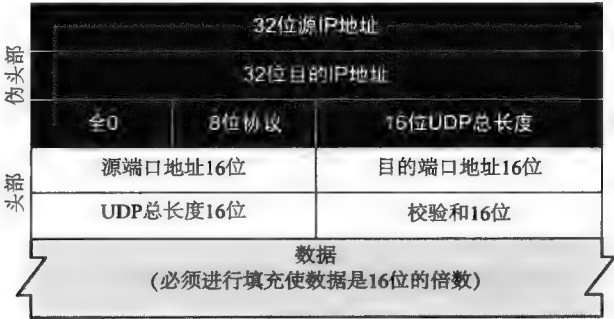 伪头部
32位源IP地址
32位目的IP地址
全0 8位协议 16位UDP总长度
头部
源端口地址16位 目的端口地址16位
UDP总长度16位 校验和16位
数据
(必须进行填充使数据是16位的倍数)